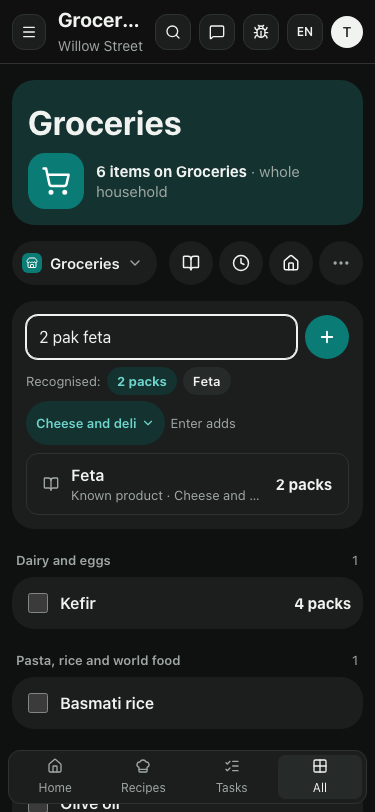 Grocer...
Willow Street
EN
T
Groceries
6 items on Groceries · whole
household
Groceries
2 pak feta
Recognised: 2 packs Feta
Cheese and deli Enter adds
Feta
Known product · Cheese and ...
2 packs
Dairy and eggs 1
Kefir 4 packs
Pasta, rice and world food 1
Basmati rice
Olive oil
Home Recipes Tasks All